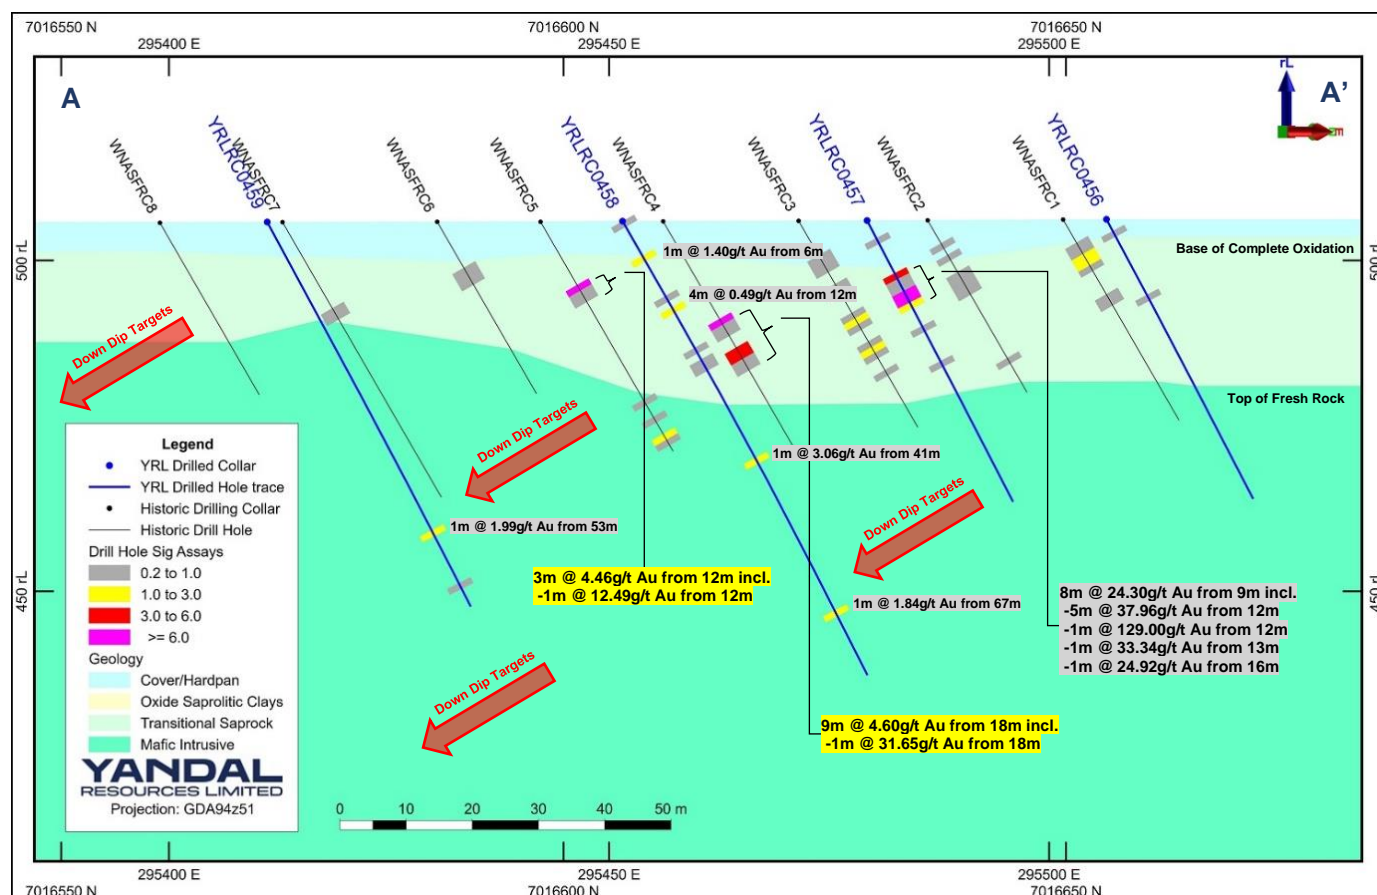 7016550 N
7016600 N
7016650 N
295400 E
295450 E
295500 E
A
A'
rL
WNASFRC8
YRLRC0459
WNASFRC7
WNASFRC6
WNASFRC5
YRLRC0458
WNASFRC4
WNASFRC3
YRLRC0457
WNASFRC2
WNASFRC1
YRLRC0456
500 rL
Base of Complete Oxidation
1m @ 1.40g/t Au from 6m
4m @ 0.49g/t Au from 12m
Down Dip Targets
Top of Fresh Rock
Down Dip Targets
1m @ 3.06g/t Au from 41m
Down Dip Targets
1m @ 1.99g/t Au from 53m
3m @ 4.46g/t Au from 12m incl.
-1m @ 12.49g/t Au from 12m
1m @ 1.84g/t Au from 67m
8m @ 24.30g/t Au from 9m incl.
-5m @ 37.96g/t Au from 12m
-1m @ 129.00g/t Au from 12m
-1m @ 33.34g/t Au from 13m
-1m @ 24.92g/t Au from 16m
Down Dip Targets
9m @ 4.60g/t Au from 18m incl.
-1m @ 31.65g/t Au from 18m
450 rL
Legend
YRL Drilled Collar
YRL Drilled Hole trace
Historic Drilling Collar
Historic Drill Hole
Drill Hole Sig Assays
0.2 to 1.0
1.0 to 3.0
3.0 to 6.0
>= 6.0
Geology
Cover/Hardpan
Oxide Saprolitic Clays
Transitional Saprock
Mafic Intrusive
YANDAL
RESOURCES LIMITED
Projection: GDA94z51
0 10 20 30 40 50 m
295400 E
295450 E
295500 E
7016550 N
7016600 N
7016650 N